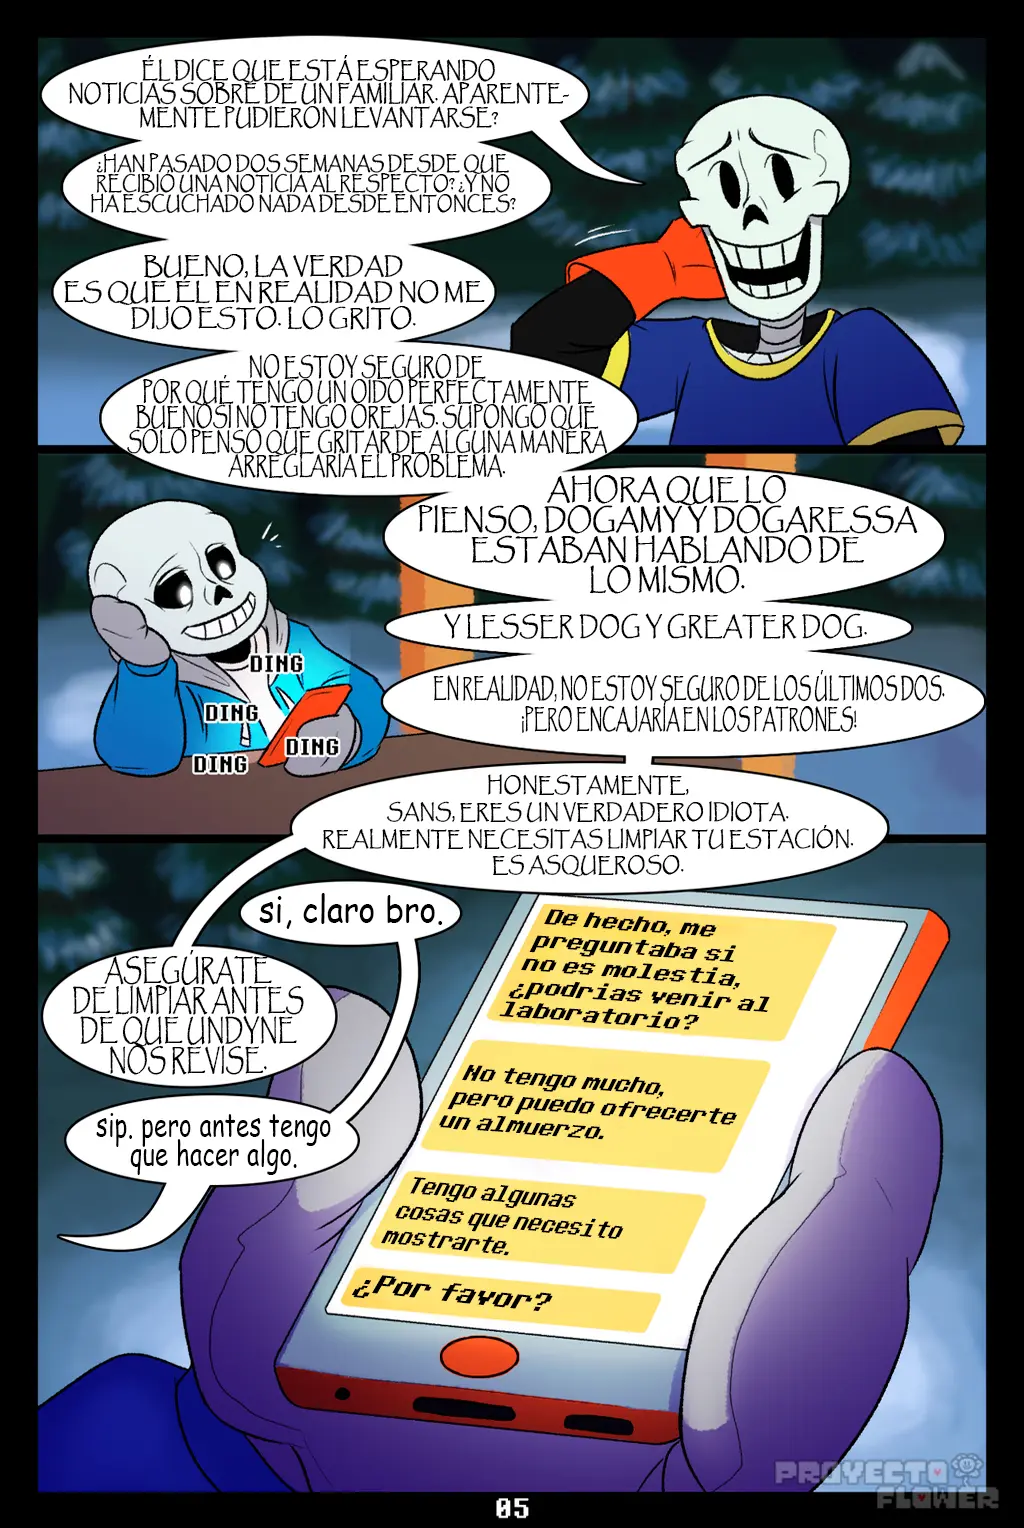 ÉL DICE QUE ESTÁ ESPERANDO
NOTICIAS SOBRE DE UN FAMILIAR. APARENTE-
MENTE PUDIERON LEVANTARSE?
¿HAN PASADO DOS SEMANAS DESDE QUE
RECIBIÓ UNA NOTICIA AL RESPECTO? ¿Y NO
HA ESCUCHADO NADA DESDE ENTONCES?
BUENO, LA VERDAD
ES QUE ÉL EN REALIDAD NO ME
DIJO ESTO. LO GRITO.
NO ESTOY SEGURO DE
POR QUÉ TENGO UN OIDO PERFECTAMENTE
BUENO SI NO TENGO OREJAS. SUPONGO QUE
SÓLO PENSÓ QUE GRITAR DE ALGUNA MANERA
ARREGLARÍA EL PROBLEMA.
AHORA QUE LO
PIENSO, DOGAMY Y DOGARESSA
ESTABAN HABLANDO DE
LO MISMO.
Y LESSER DOG Y GREATER DOG.
EN REALIDAD, NO ESTOY SEGURO DE LOS ÚLTIMOS DOS.
¡PERO ENCAJARÍA EN LOS PATRONES!
DING
DING
DING
DING
HONESTAMENTE,
SANS, ERES UN VERDADERO IDIOTA.
REALMENTE NECESITAS LIMPIAR TU ESTACIÓN.
ES ASQUEROSO.
si, claro bro.
ASEGÚRATE
DE LIMPIAR ANTES
DE QUE UNDYNE
NOS REVISE.
sip. pero antes tengo
que hacer algo.
De hecho, me
preguntaba si
no es molestia,
¿podrias venir al
laboratorio?
No tengo mucho,
pero puedo ofrecerte
un almuerzo.
Tengo algunas
cosas que necesito
mostrarte.
¿Por favor?
PROYECTO
FLOWER
05